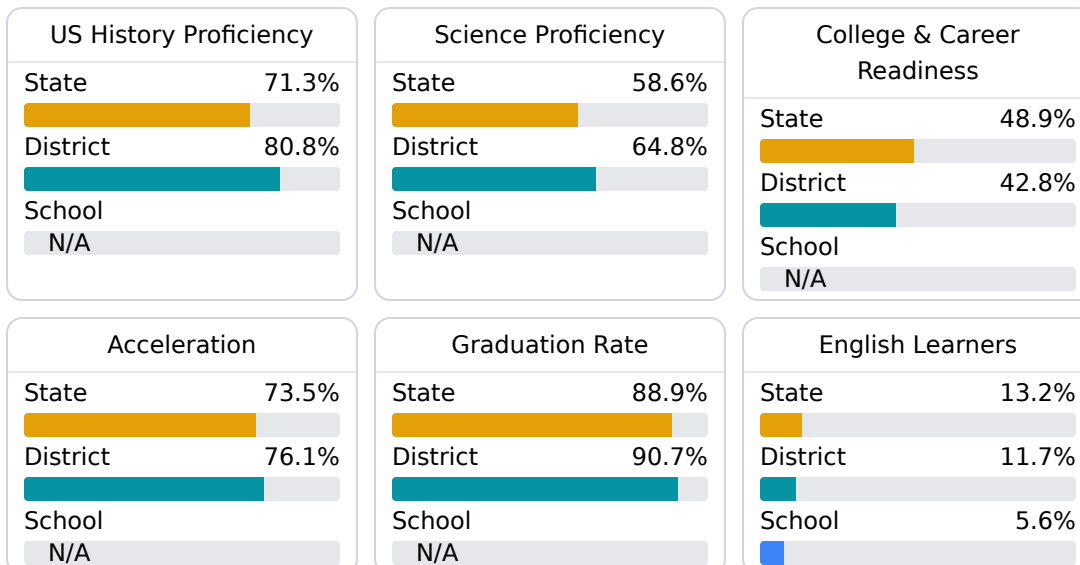 US History Proficiency
State 71.3%
District 80.8%
School
N/A
Science Proficiency
State 58.6%
District 64.8%
School
N/A
College & Career
Readiness
State 48.9%
District 42.8%
School
N/A
Acceleration
State 73.5%
District 76.1%
School
N/A
Graduation Rate
State 88.9%
District 90.7%
School
N/A
English Learners
State 13.2%
District 11.7%
School 5.6%